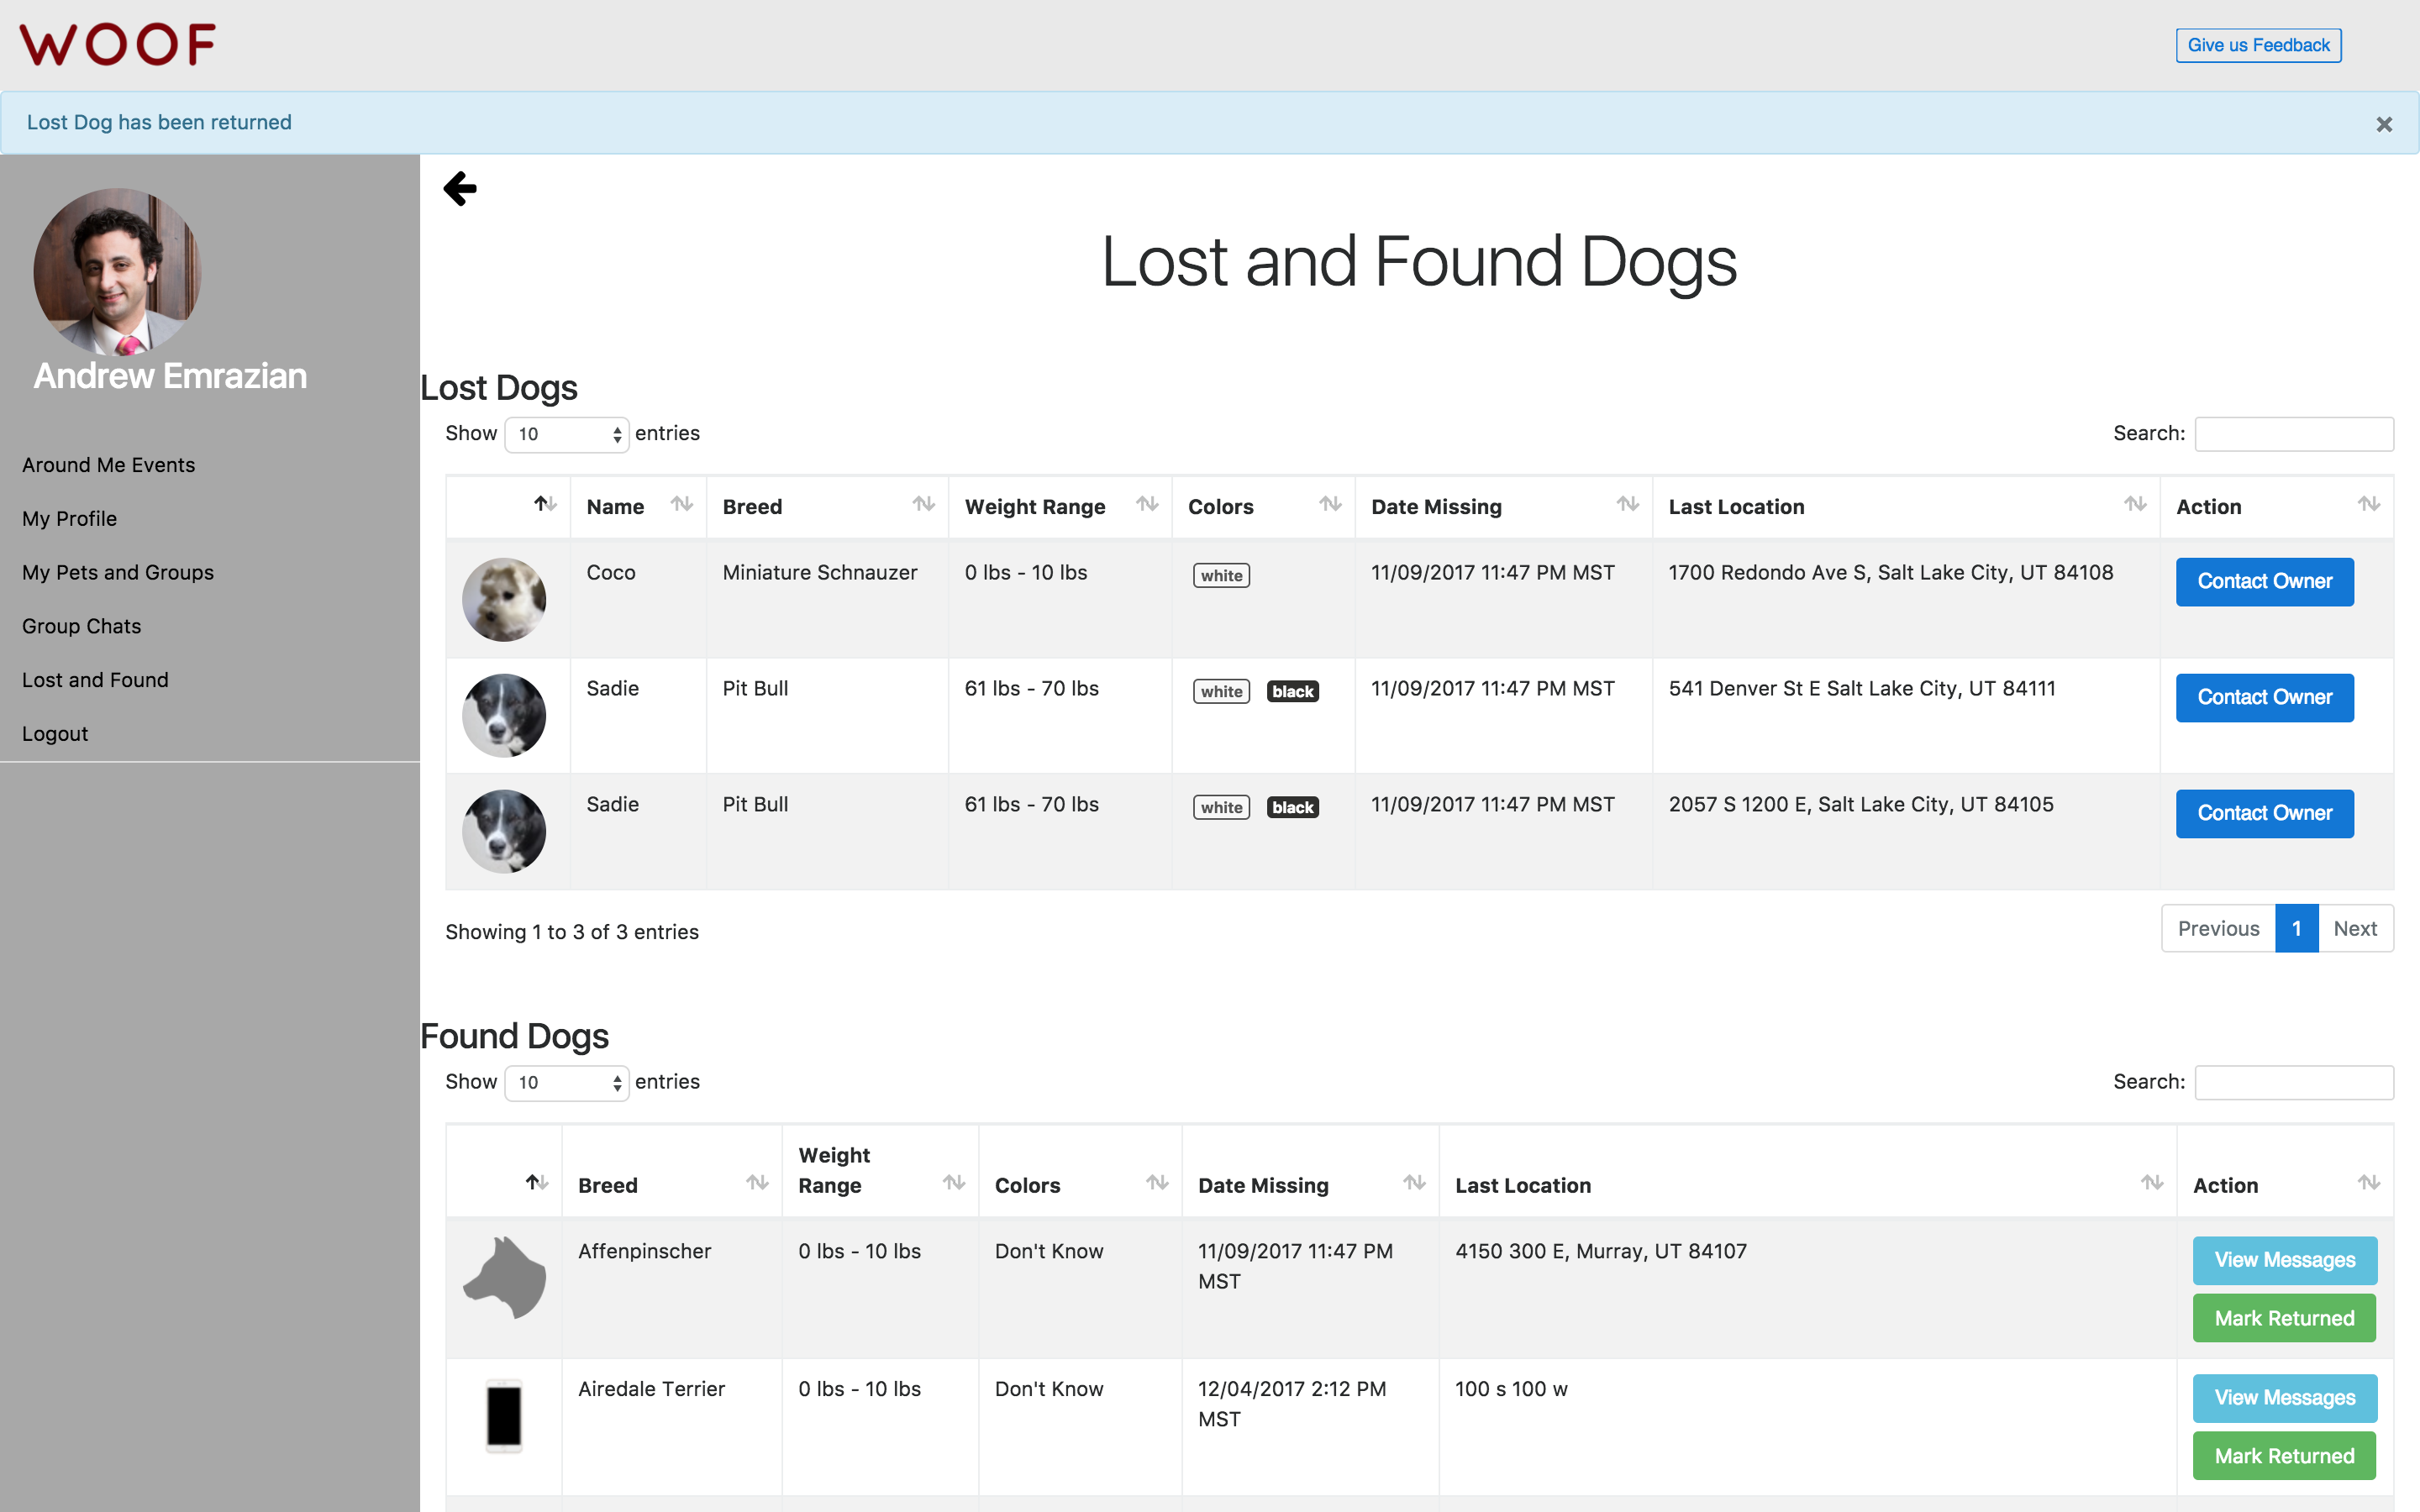 WOOF
Give us Feedback
Lost Dog has been returned
×
Andrew Emrazian
Around Me Events
My Profile
My Pets and Groups
Group Chats
Lost and Found
Logout
Lost and Found Dogs
Lost Dogs
Show 10 entries Search:
Name Breed Weight Range Colors Date Missing Last Location Action
Coco Miniature Schnauzer 0 lbs - 10 lbs white 11/09/2017 11:47 PM MST 1700 Redondo Ave S, Salt Lake City, UT 84108 Contact Owner
Sadie Pit Bull 61 lbs - 70 lbs white black 11/09/2017 11:47 PM MST 541 Denver St E Salt Lake City, UT 84111 Contact Owner
Sadie Pit Bull 61 lbs - 70 lbs white black 11/09/2017 11:47 PM MST 2057 S 1200 E, Salt Lake City, UT 84105 Contact Owner
Showing 1 to 3 of 3 entries Previous 1 Next
Found Dogs
Show 10 entries Search:
Weight
Breed Range Colors Date Missing Last Location Action
Affenpinscher 0 lbs - 10 lbs Don't Know 11/09/2017 11:47 PM 4150 300 E, Murray, UT 84107 View Messages
MST
Mark Returned
Airedale Terrier 0 lbs - 10 lbs Don't Know 12/04/2017 2:12 PM 100 s 100 w View Messages
MST
Mark Returned